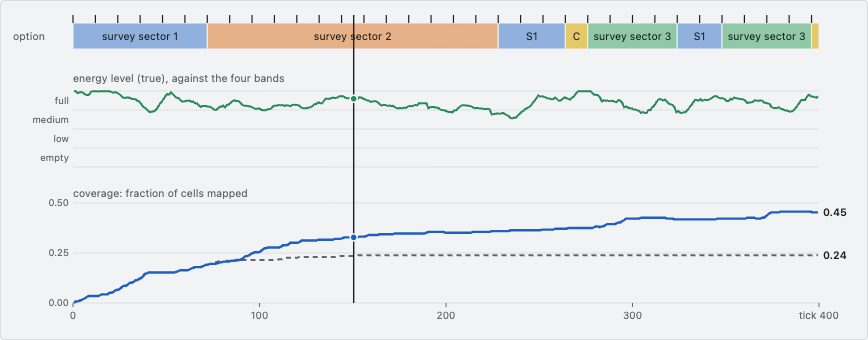 option
survey sector 1
survey sector 2
S1
C
survey sector 3
S1
survey sector 3
energy level (true), against the four bands
full
medium
low
empty
coverage: fraction of cells mapped
0.50
0.45
0.25
0.24
0.00
0
100
200
300
tick 400